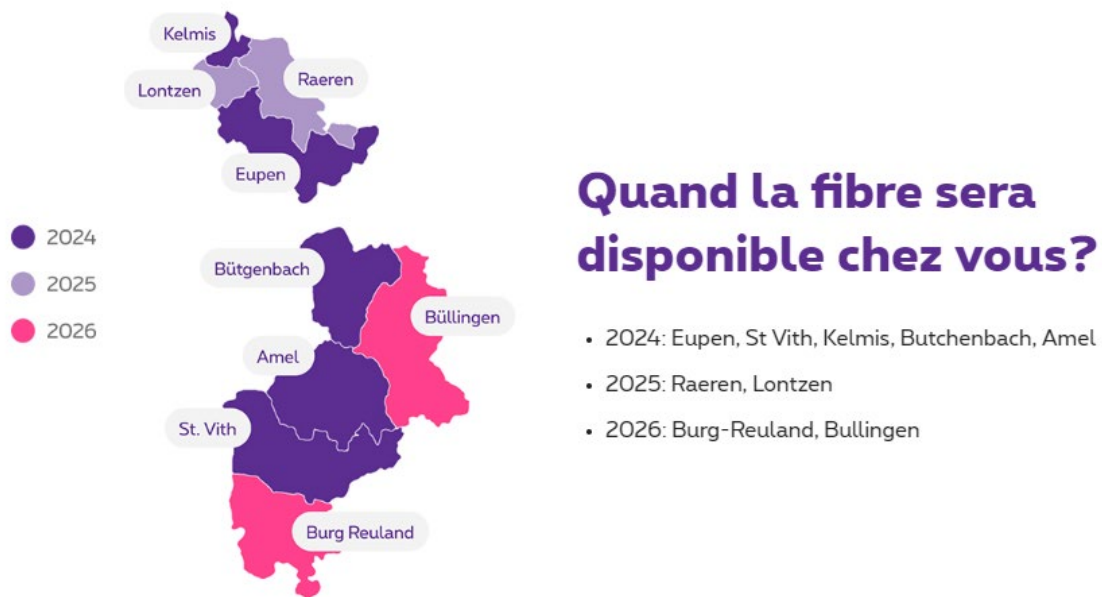 Kelmis
Raeren
Lontzen
Eupen
2024
2025
2026
Bütgenbach
Büllingen
Amel
St. Vith
Burg Reuland
Quand la fibre sera
disponible chez vous?
• 2024: Eupen, St Vith, Kelmis, Butchenbach, Amel
• 2025: Raeren, Lontzen
• 2026: Burg-Reuland, Bullingen